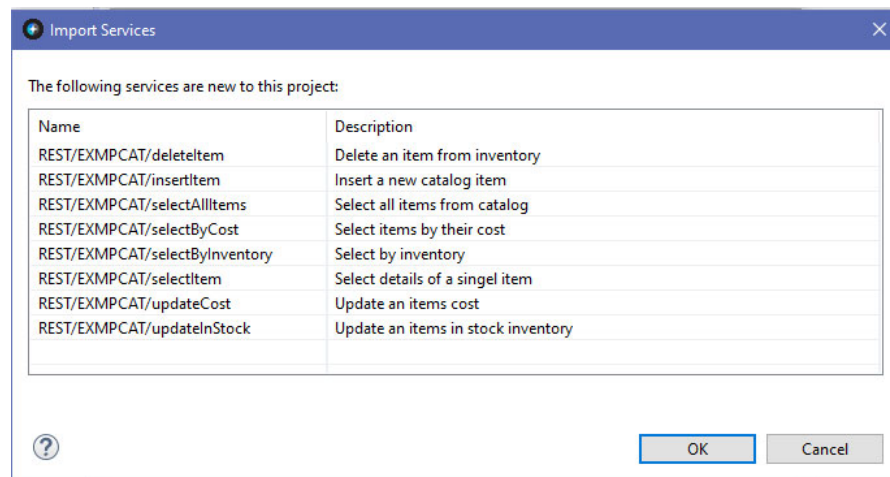 Import Services
The following services are new to this project:
Name Description
REST/EXMPCAT/deleteItem Delete an item from inventory
REST/EXMPCAT/insertItem Insert a new catalog item
REST/EXMPCAT/selectAllItems Select all items from catalog
REST/EXMPCAT/selectByCost Select items by their cost
REST/EXMPCAT/selectByInventory Select by inventory
REST/EXMPCAT/selectItem Select details of a singel item
REST/EXMPCAT/updateCost Update an items cost
REST/EXMPCAT/updateInStock Update an items in stock inventory
? OK Cancel